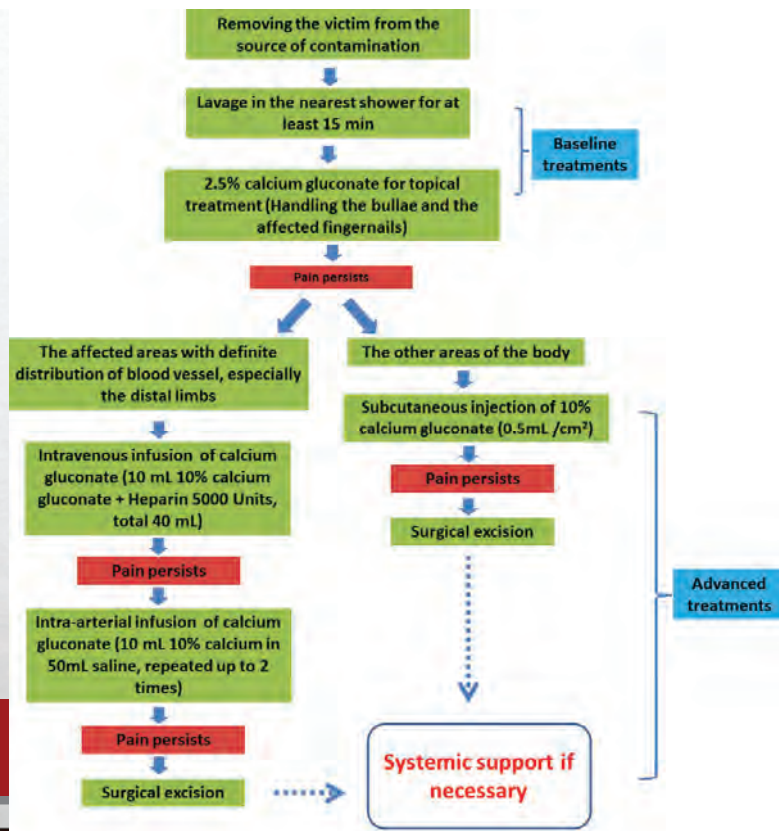 Removing the victim from the
source of contamination
Lavage in the nearest shower for at
least 15 min
Baseline
treatments
2.5% calcium gluconate for topical
treatment (Handling the bullae and the
affected fingernails)
Pain persists
The affected areas with definite
distribution of blood vessel, especially
the distal limbs
Intravenous infusion of calcium
gluconate (10 mL 10% calcium
gluconate + Heparin 5000 Units,
total 40 mL)
Pain persists
Intra-arterial infusion of calcium
gluconate (10 mL 10% calcium in
50mL saline, repeated up to 2
times)
Pain persists
Surgical excision
The other areas of the body
Subcutaneous injection of 10%
calcium gluconate (0.5mL /cm²)
Pain persists
Surgical excision
Advanced
treatments
Systemic support if
necessary